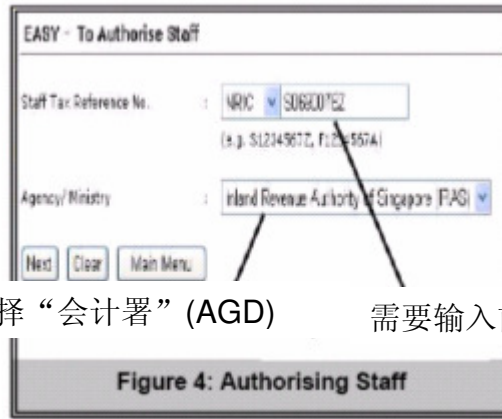 EASY - To Authorise Staff
Staff Tax Reference No. : NRIC
(e.g. S1234567Z, F1234567A)
Agency/Ministry : Inland Revenue Authority of Singapore (IRAS)
Next Clear Main Menu
择“会计署”(AGD) 需要输入
Figure 4: Authorising Staff